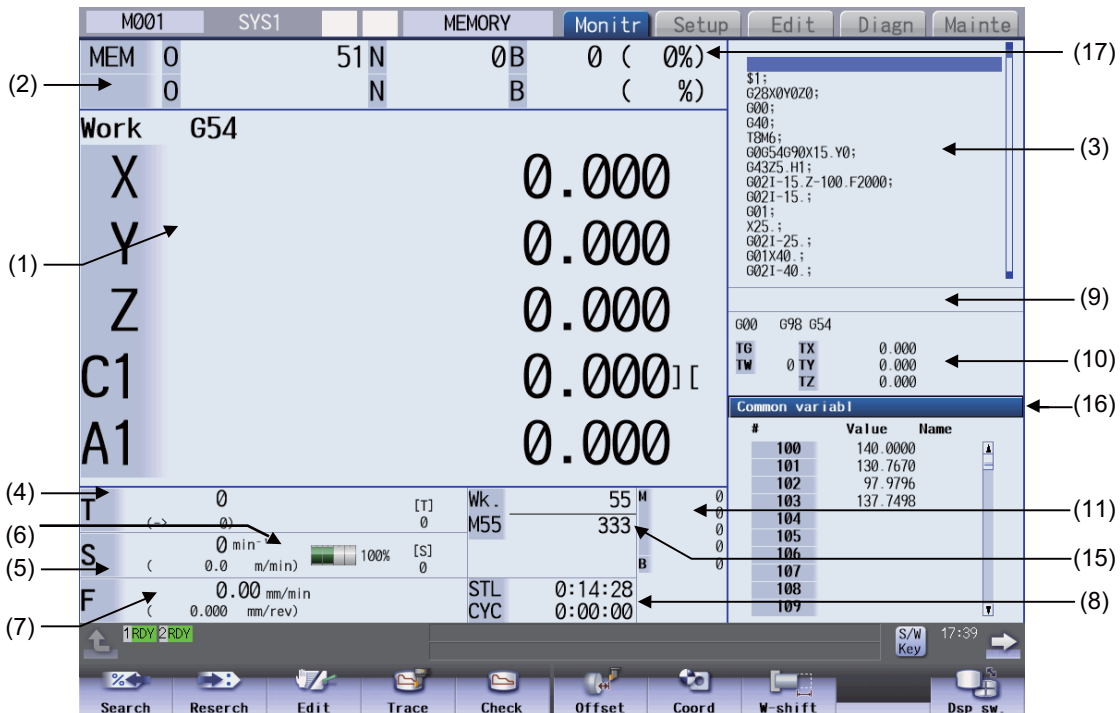 M001 SYS1 MEMORY Monitr Setup Edit Diagn Mainte
MEM O 51 N 0 B 0 ( 0%) (17)
(2) O N B ( %)
Work G54
X 0.000
(1) Y 0.000
Z 0.000
C1 0.000 ][
A1 0.000
$1;
G28X0Y0Z0;
G00;
G40;
T8M6;
G0G54G90X15.Y0;
(3)
G43Z5.H1;
G02I-15.Z-100.F2000;
G02I-15.;
G01;
X25.;
G02I-25.;
G01X40.;
G02I-40.;
(9)
G00 G98 G54
TG TX 0.000
TW 0 TY 0.000 (10)
TZ 0.000
Common variabl (16)
# Value Name
100 140.0000
101 130.7670
102 97.9796
103 137.7498
104
105
106
107
108
109
(4) T 0 [T]
(-> 0) 0
(6)
S 0 min⁻ 100% [S]
(5) ( 0.0 m/min) 0
F 0.00 mm/min
(7) ( 0.000 mm/rev)
Wk. 55 M 0
M55 333 0 (11)
0 (15)
B 0
STL 0:14:28 (8)
CYC 0:00:00
1RDY 2RDY S/W Key 17:39
Search Reserch Edit Trace Check Offset Coord W-shift Dsp sw.